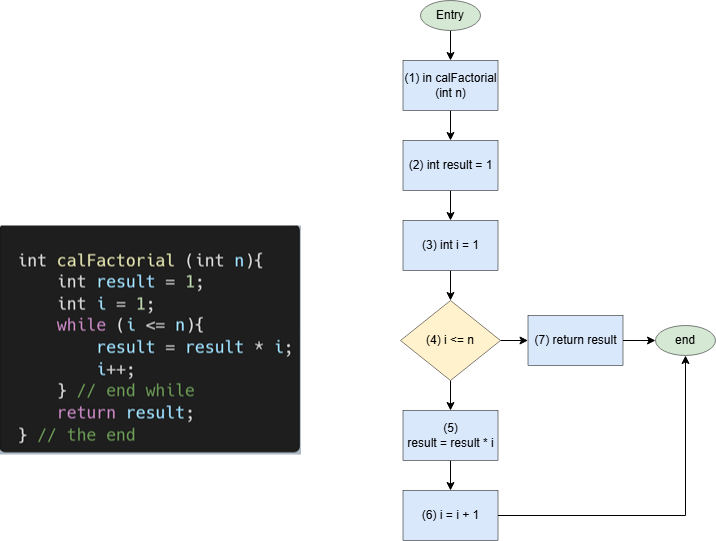 int calFactorial (int n){
int result = 1;
int i = 1;
while (i <= n){
result = result * i;
i++;
} // end while
return result;
} // the end
Entry
(1) in calFactorial
(int n)
(2) int result = 1
(3) int i = 1
(4) i <= n
(7) return result
end
(5)
result = result * i
(6) i = i + 1